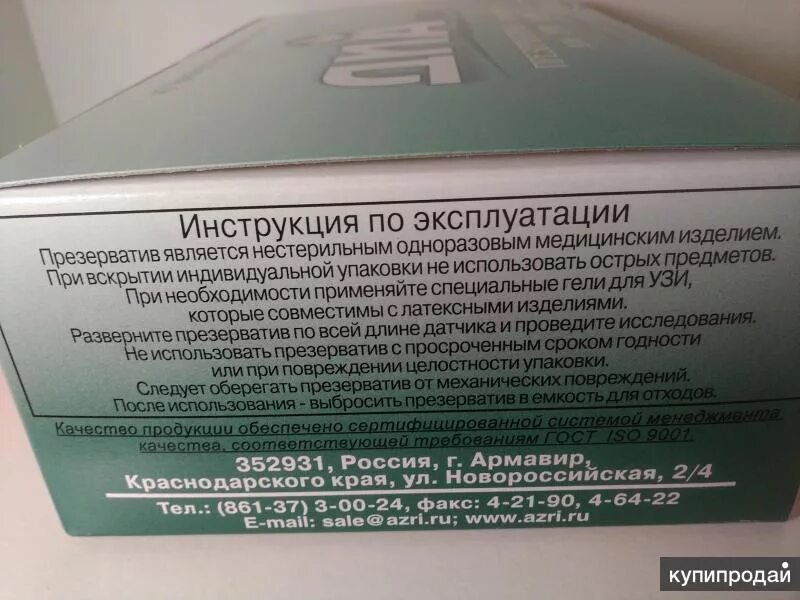 Инструкция по эксплуатации
Презерватив является нестерильным одноразовым медицинским изделием.
При вскрытии индивидуальной упаковки не использовать острых предметов.
При необходимости применяйте специальные гели для УЗИ,
которые совместимы с латексными изделиями.
Разверните презерватив по всей длине датчика и проведите исследования.
Не использовать презерватив с просроченным сроком годности
или при повреждении целостности упаковки.
Следует оберегать презерватив от механических повреждений.
После использования - выбросить презерватив в емкость для отходов.
Качество продукции обеспечено сертифицированной системой менеджмента
качества, соответствующей требованиям ГОСТ ISO 9001.
352931, Россия, г. Армавир,
Краснодарского края, ул. Новороссийская, 2/4
Тел.: (861-37) 3-00-24, факс: 4-21-90, 4-64-22
E-mail: sale@azri.ru; www.azri.ru
купипродай